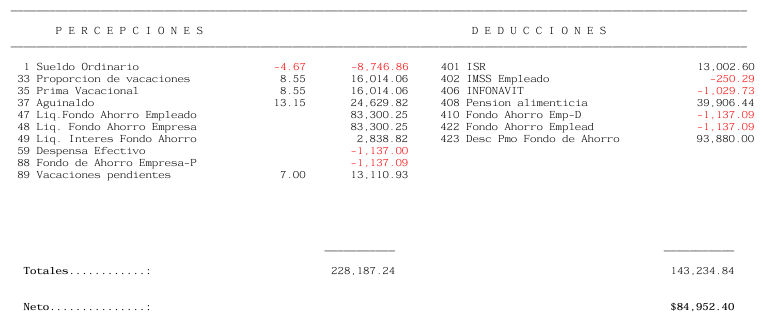 P E R C E P C I O N E S D E D U C C I O N E S
1 Sueldo Ordinario -4.67 -8,746.86 401 ISR 13,002.60
33 Proporcion de vacaciones 8.55 16,014.06 402 IMSS Empleado -250.29
35 Prima Vacacional 8.55 16,014.06 406 INFONAVIT -1,029.73
37 Aguinaldo 13.15 24,629.82 408 Pension alimenticia 39,906.44
47 Liq.Fondo Ahorro Empleado 83,300.25 410 Fondo Ahorro Emp-D -1,137.09
48 Liq. Fondo Ahorro Empresa 83,300.25 422 Fondo Ahorro Emplead -1,137.09
49 Liq. Interes Fondo Ahorro 2,838.82 423 Desc Pmo Fondo de Ahorro 93,880.00
59 Despensa Efectivo -1,137.00
88 Fondo de Ahorro Empresa-P -1,137.09
89 Vacaciones pendientes 7.00 13,110.93
Totales............: 228,187.24 143,234.84
Neto...............: $84,952.40